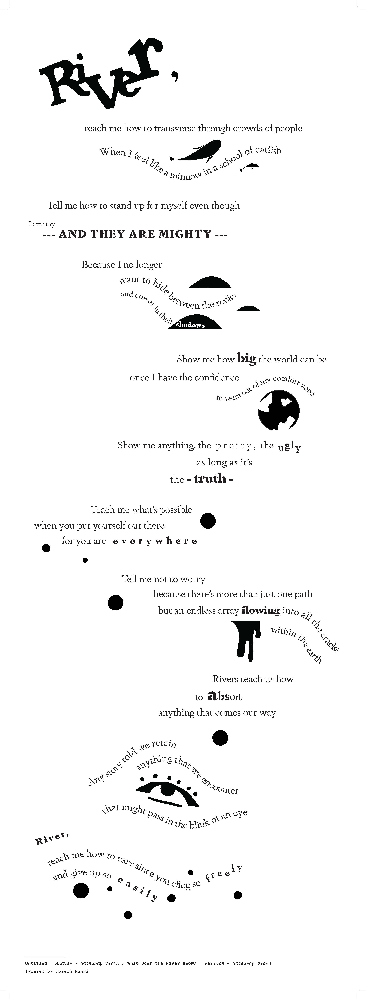 River,
teach me how to transverse through crowds of people
When I feel like a minnow in a school of catfish
Tell me how to stand up for myself even though
I am tiny
--- AND THEY ARE MIGHTY ---
Because I no longer
want to hide between the rocks
and cower in their shadows
Show me how big the world can be
once I have the confidence
to swim out of my comfort zone
Show me anything, the pretty, the ugly
as long as it’s
the - truth -
Teach me what’s possible
when you put yourself out there
for you are everywhere
Tell me not to worry
because there’s more than just one path
but an endless array flowing into all the cracks
within the earth
Rivers teach us how
to absorb
anything that comes our way
Any story told we retain
anything that we encounter
that might pass in the blink of an eye
River,
teach me how to care since you cling so freely
and give up so easily
Untitled Andrew - Hathaway Brown / What Does the River Know? Furlich - Hathaway Brown
Typeset by Joseph Nanni